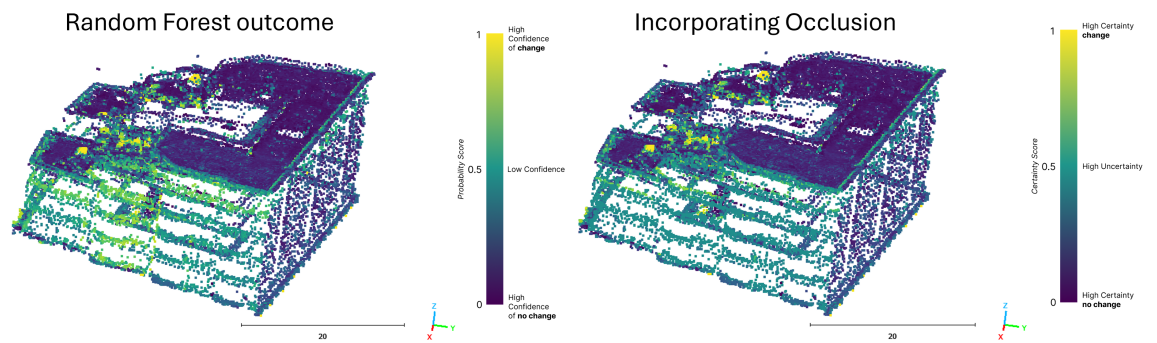 Random Forest outcome
1
High
Confidence
of change
Probability Score
0.5
Low Confidence
0
High
Confidence
of no change
Z
Y
X
20
Incorporating Occlusion
1
High Certainty
change
Certainty Score
0.5
High Uncertainty
0
High Certainty
no change
Z
Y
X
20